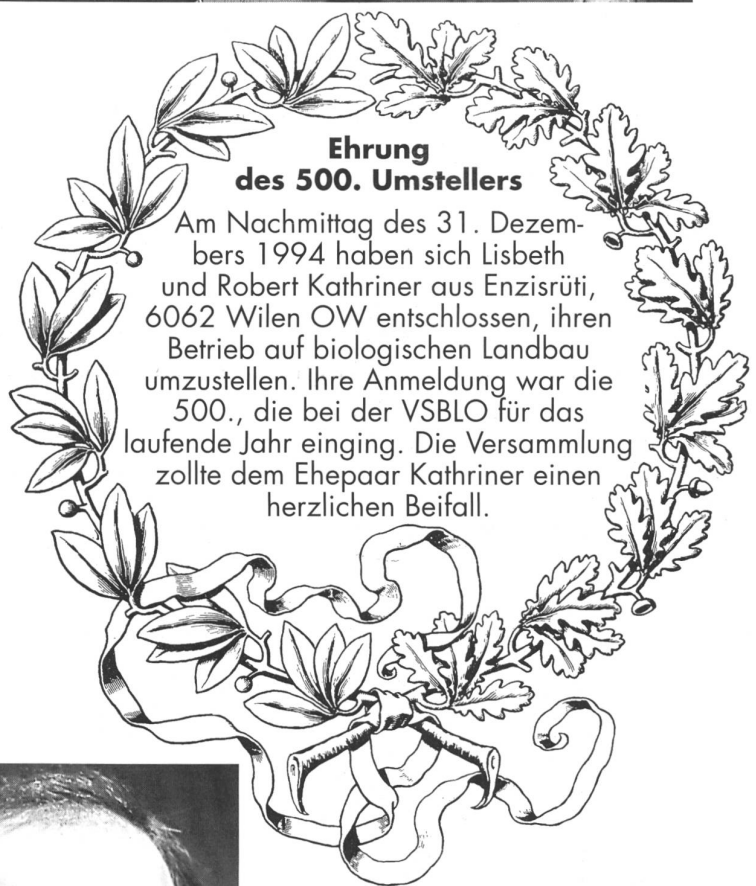 Ehrung
des 500. Umstellers
Am Nachmittag des 31. Dezem-
bers 1994 haben sich Lisbeth
und Robert Kathriner aus Enzisrüti,
6062 Wilen OW entschlossen, ihren
Betrieb auf biologischen Landbau
umzustellen. Ihre Anmeldung war die
500., die bei der VSBLO für das
laufende Jahr einging. Die Versammlung
zollte dem Ehepaar Kathriner einen
herzlichen Beifall.